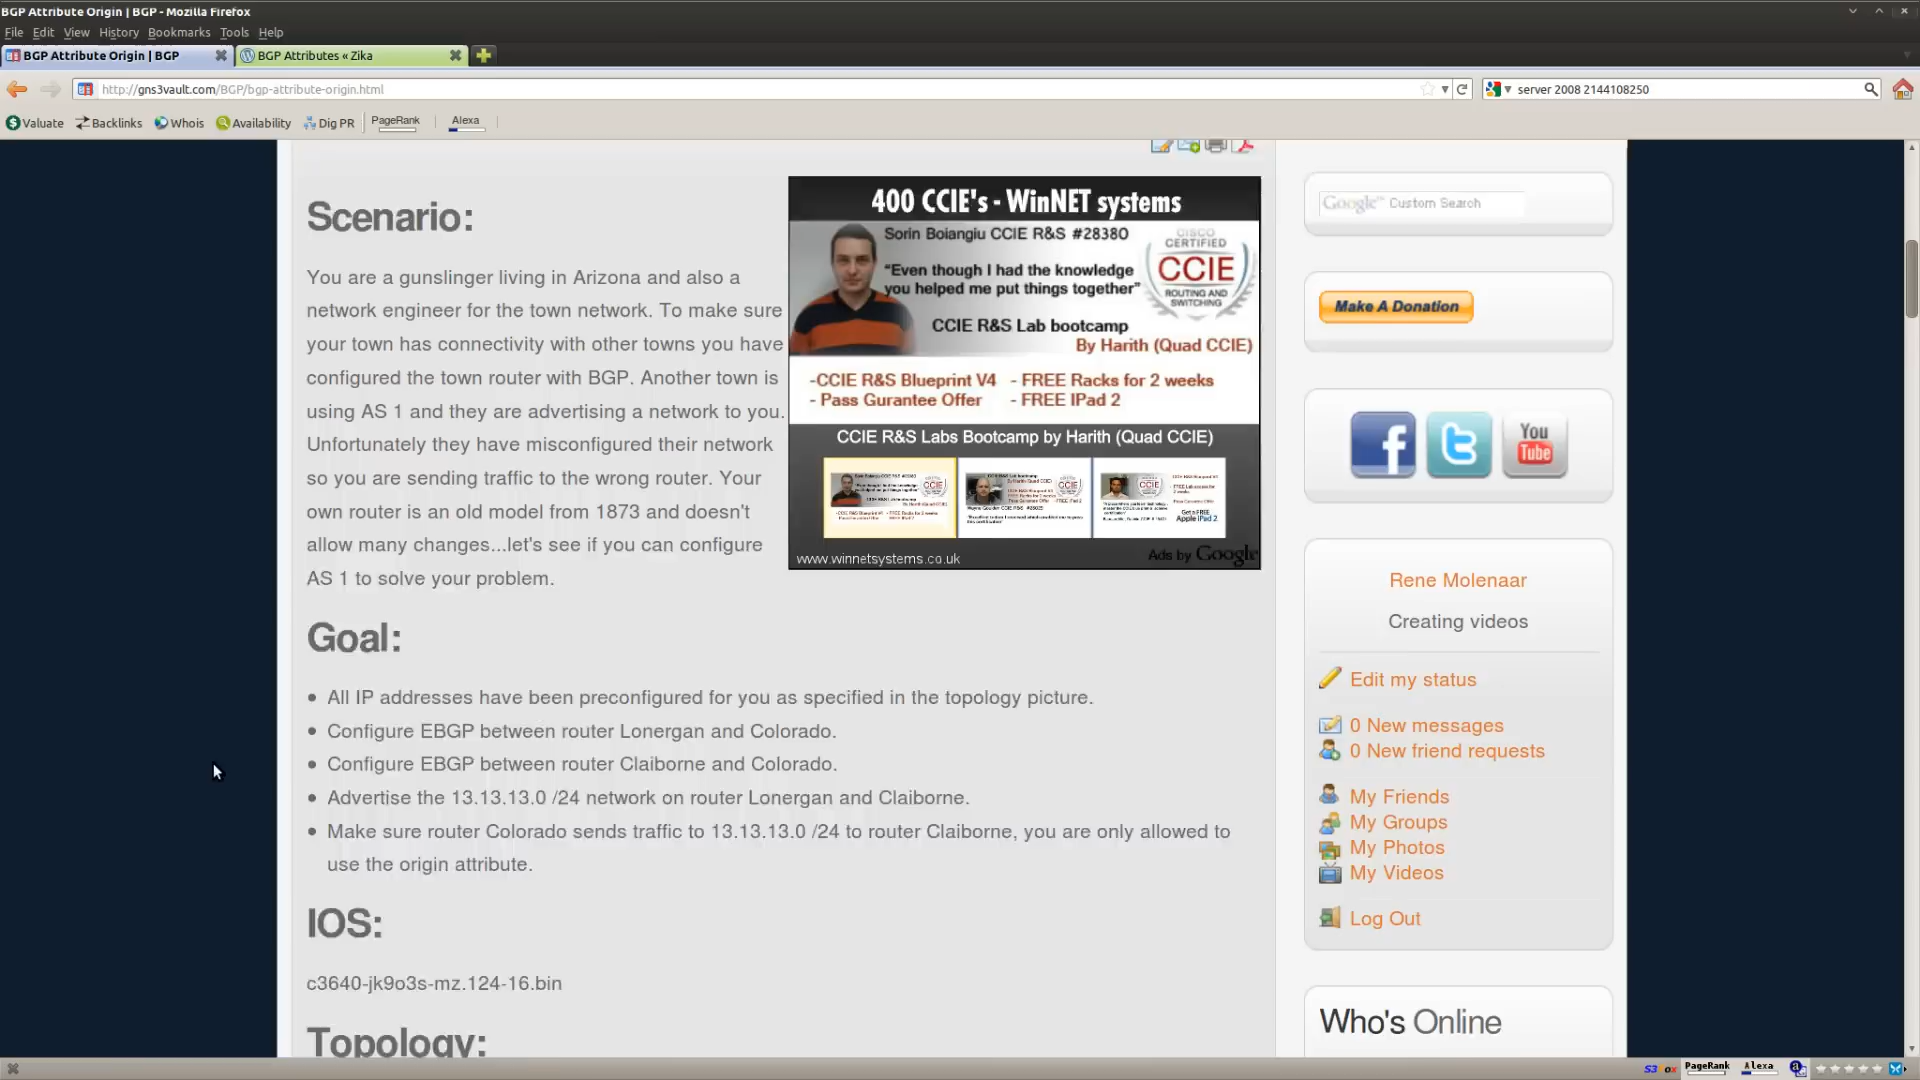 BGP Attribute Origin | BGP - Mozilla Firefox
File Edit View History Bookmarks Tools Help
BGP Attribute Origin | BGP
BGP Attributes « Zika
http://gns3vault.com/BGP/bgp-attribute-origin.html
server 2008 2144108250
Valuate Backlinks Whois Availability Dig PR PageRank Alexa
Scenario:
You are a gunslinger living in Arizona and also a
network engineer for the town network. To make sure
your town has connectivity with other towns you have
configured the town router with BGP. Another town is
using AS 1 and they are advertising a network to you.
Unfortunately they have misconfigured their network
so you are sending traffic to the wrong router. Your
own router is an old model from 1873 and doesn't
allow many changes...let's see if you can configure
AS 1 to solve your problem.
400 CCIE's - WinNET systems
Sorin Boiangiu CCIE R&S #28380
“Even though I had the knowledge
you helped me put things together”
CCIE R&S Lab bootcamp
By Harith (Quad CCIE)
CISCO
CERTIFIED
CCIE
ROUTING AND
SWITCHING
-CCIE R&S Blueprint V4 - FREE Racks for 2 weeks
- Pass Gurantee Offer - FREE IPad 2
CCIE R&S Labs Bootcamp by Harith (Quad CCIE)
www.winnetsystems.co.uk
Ads by Google
Goal:
All IP addresses have been preconfigured for you as specified in the topology picture.
Configure EBGP between router Lonergan and Colorado.
Configure EBGP between router Claiborne and Colorado.
Advertise the 13.13.13.0 /24 network on router Lonergan and Claiborne.
Make sure router Colorado sends traffic to 13.13.13.0 /24 to router Claiborne, you are only allowed to
use the origin attribute.
IOS:
c3640-jk9o3s-mz.124-16.bin
Topology:
Google™ Custom Search
Make A Donation
f
t
You
Tube
Rene Molenaar
Creating videos
Edit my status
0 New messages
0 New friend requests
My Friends
My Groups
My Photos
My Videos
Log Out
Who's Online
PageRank Alexa